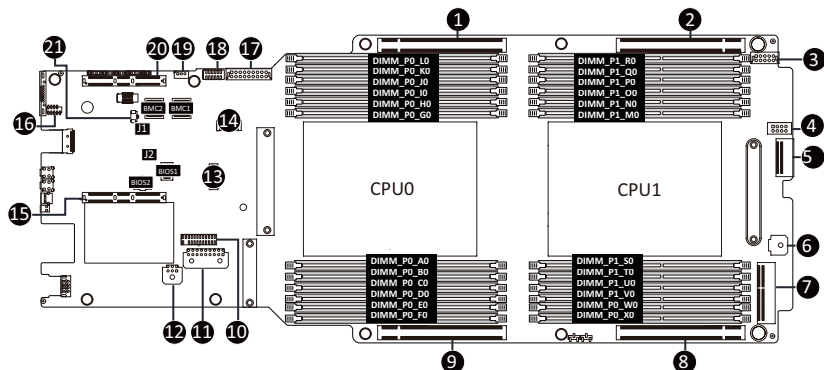 1
2
21
20
19
18
17
3
DIMM_P0_L0
DIMM_P0_K0
DIMM_P0_J0
DIMM_P0_I0
DIMM_P0_H0
DIMM_P0_G0
DIMM_P1_R0
DIMM_P1_Q0
DIMM_P1_P0
DIMM_P1_O0
DIMM_P1_N0
DIMM_P1_M0
BMC2
BMC1
16
J1
14
4
J2
5
BIOS1
BIOS2
13
CPU0
CPU1
15
6
DIMM_P0_A0
DIMM_P0_B0
DIMM_P0 C0
DIMM_P0_D0
DIMM_P0_E0
DIMM_P0_F0
DIMM_P1_S0
DIMM_P1_T0
DIMM_P1_U0
DIMM_P1_V0
DIMM_P0_W0
DIMM_P0_X0
7
12
11
10
9
8